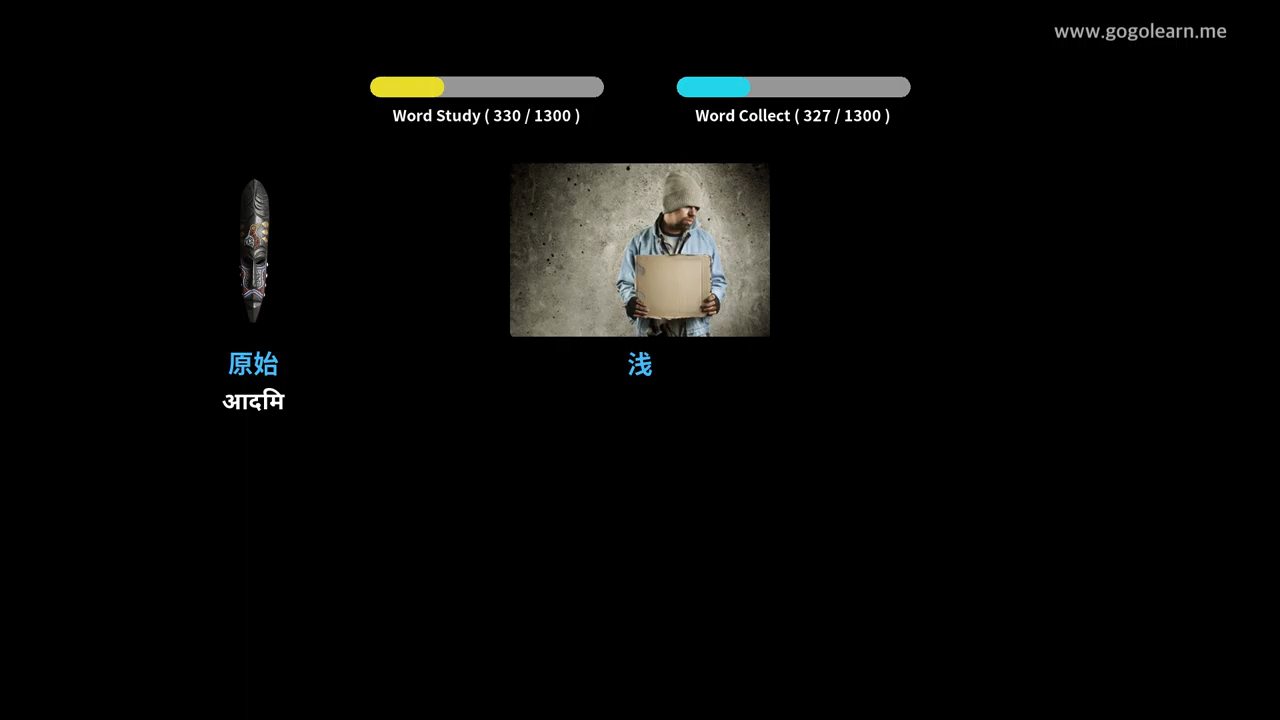 www.gogolearn.me
Word Study ( 330 / 1300 )
Word Collect ( 327 / 1300 )
原始
浅
आदमि